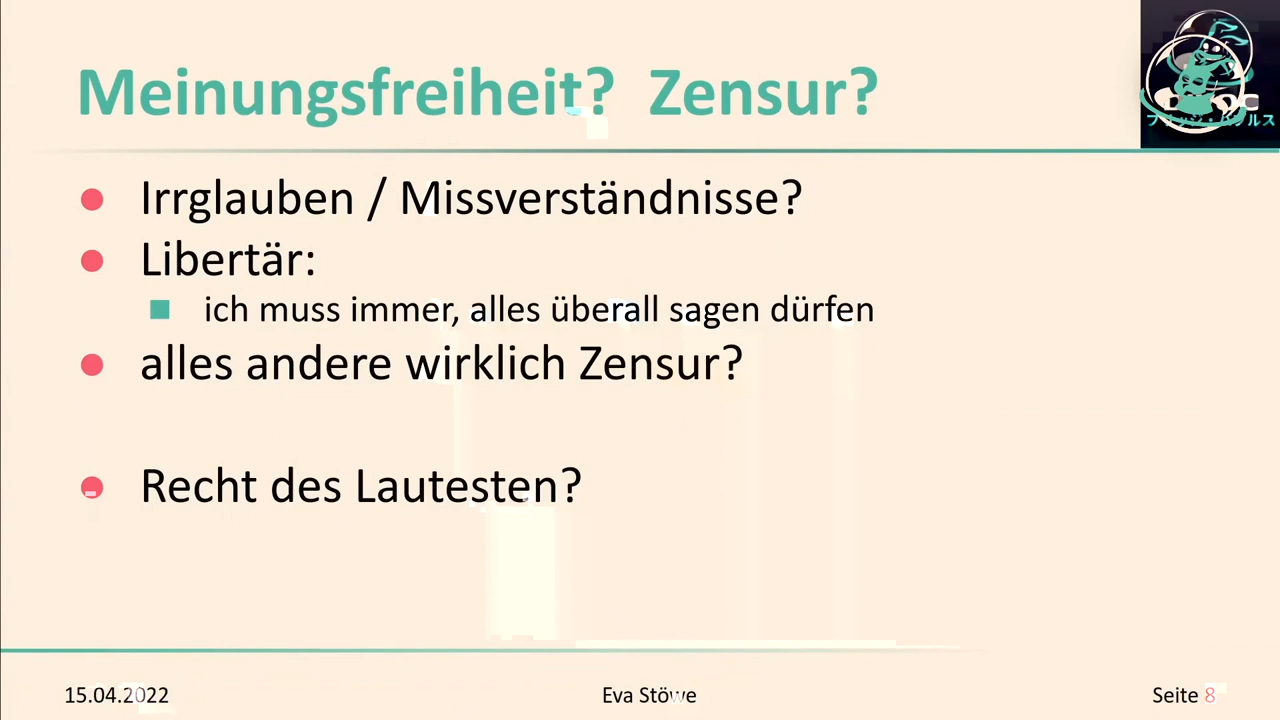 Meinungsfreiheit? Zensur?
Irrglauben / Missverständnisse?
Libertär:
ich muss immer, alles überall sagen dürfen
alles andere wirklich Zensur?
Recht des Lautesten?
15.04.2022
Eva Stöwe
Seite 8